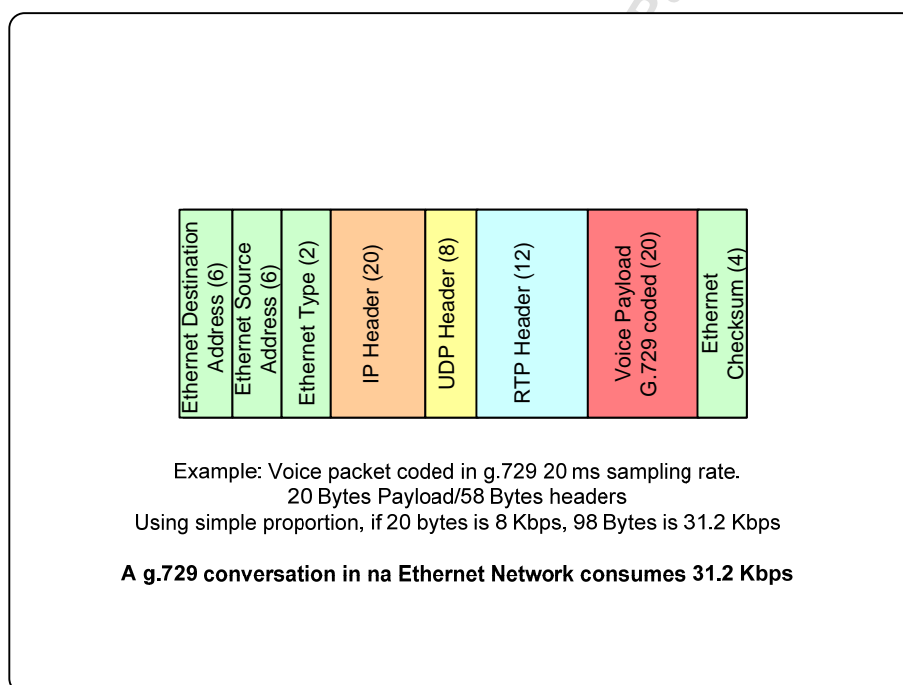 Ethernet Destination
Address (6)
Ethernet Source
Address (6)
Ethernet Type (2)
IP Header (20)
UDP Header (8)
RTP Header (12)
Voice Payload
G.729 coded (20)
Ethernet
Checksum (4)
Example: Voice packet coded in g.729 20 ms sampling rate.
20 Bytes Payload/58 Bytes headers
Using simple proportion, if 20 bytes is 8 Kbps, 98 Bytes is 31.2 Kbps
A g.729 conversation in na Ethernet Network consumes 31.2 Kbps